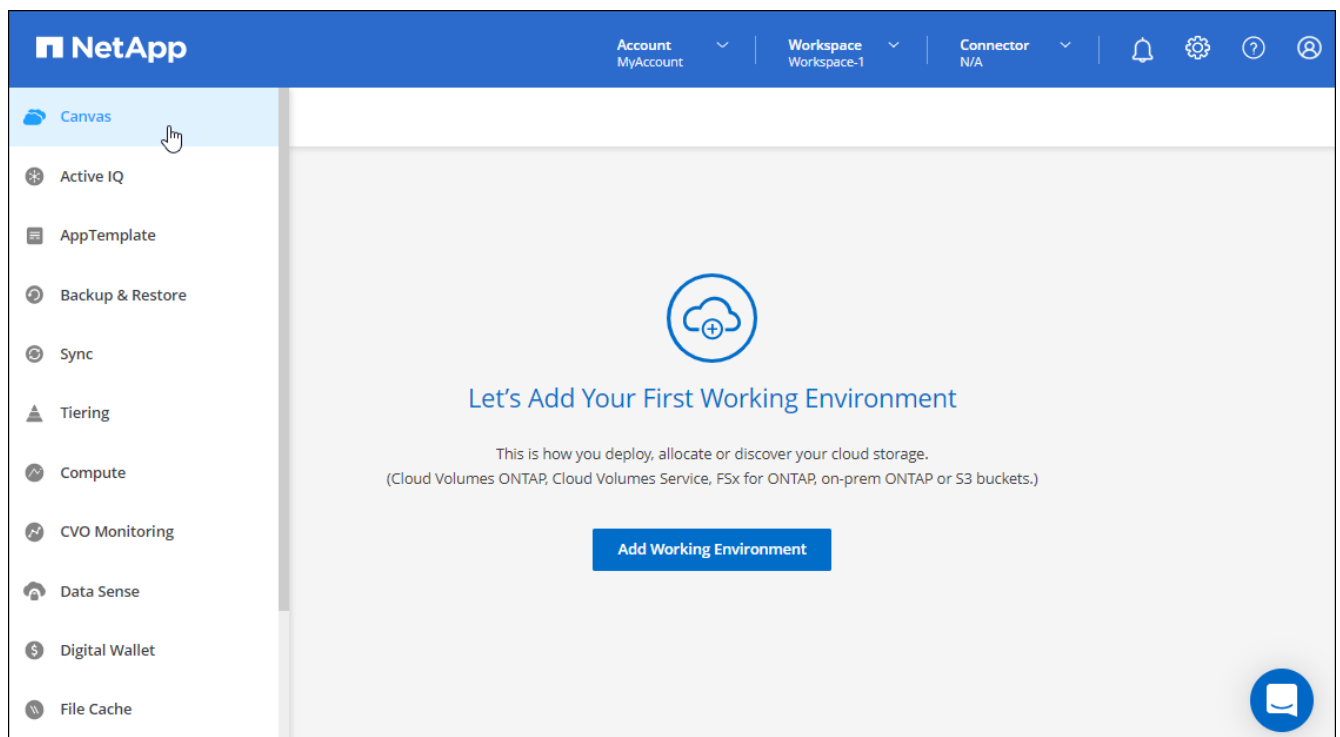 NetApp
Account
MyAccount
Workspace
Workspace-1
Connector
N/A
Canvas
Active IQ
AppTemplate
Backup & Restore
Sync
Tiering
Compute
CVO Monitoring
Data Sense
Digital Wallet
File Cache
Let's Add Your First Working Environment
This is how you deploy, allocate or discover your cloud storage.
(Cloud Volumes ONTAP, Cloud Volumes Service, FSx for ONTAP, on-prem ONTAP or S3 buckets.)
Add Working Environment